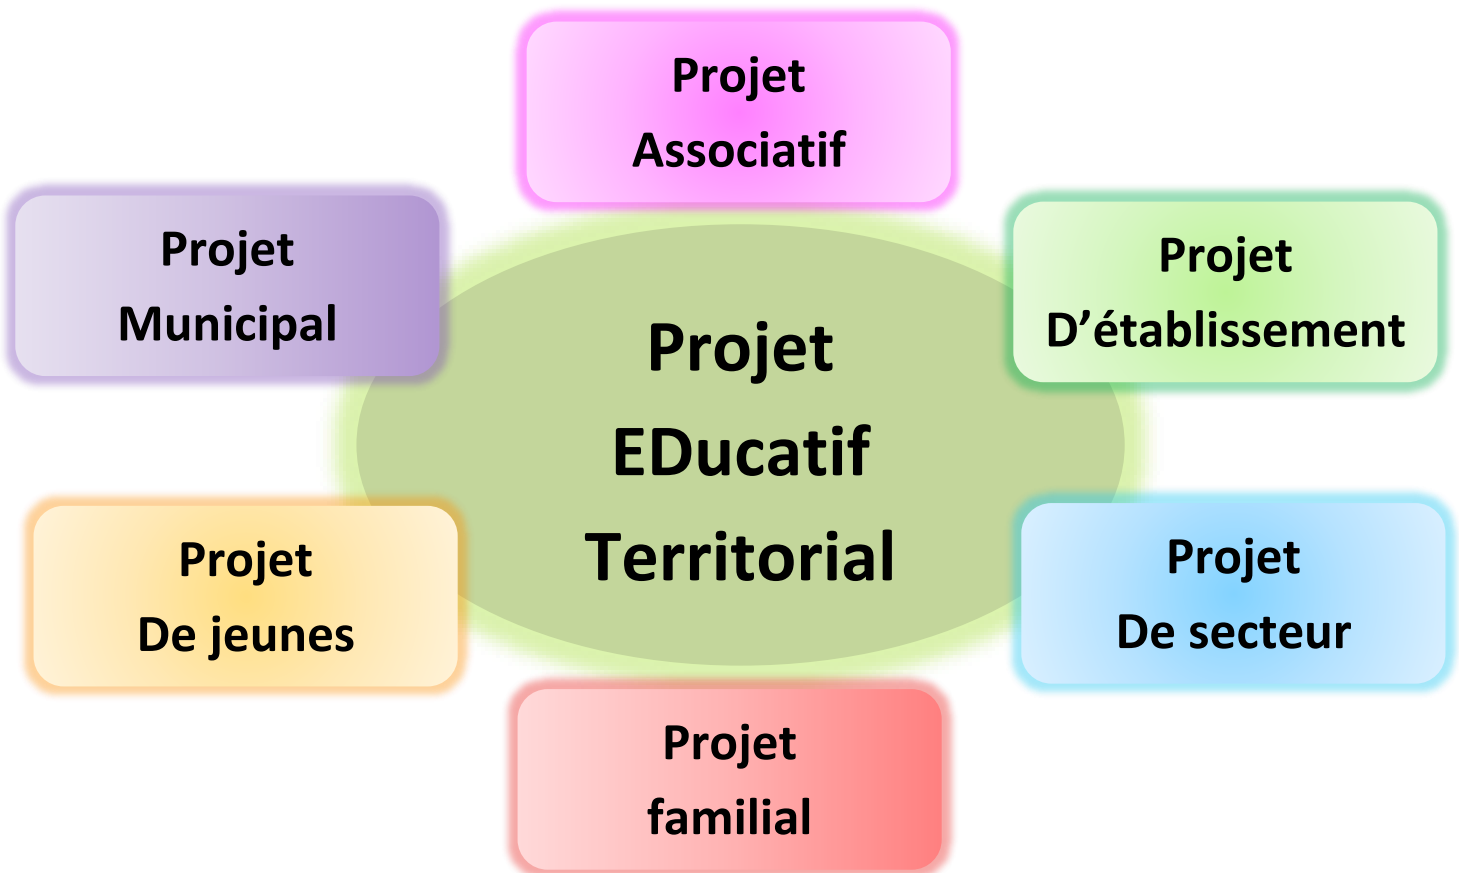 Projet
Associatif
Projet
Municipal
Projet
D’établissement
Projet
EDucatif
Territorial
Projet
De jeunes
Projet
De secteur
Projet
familial